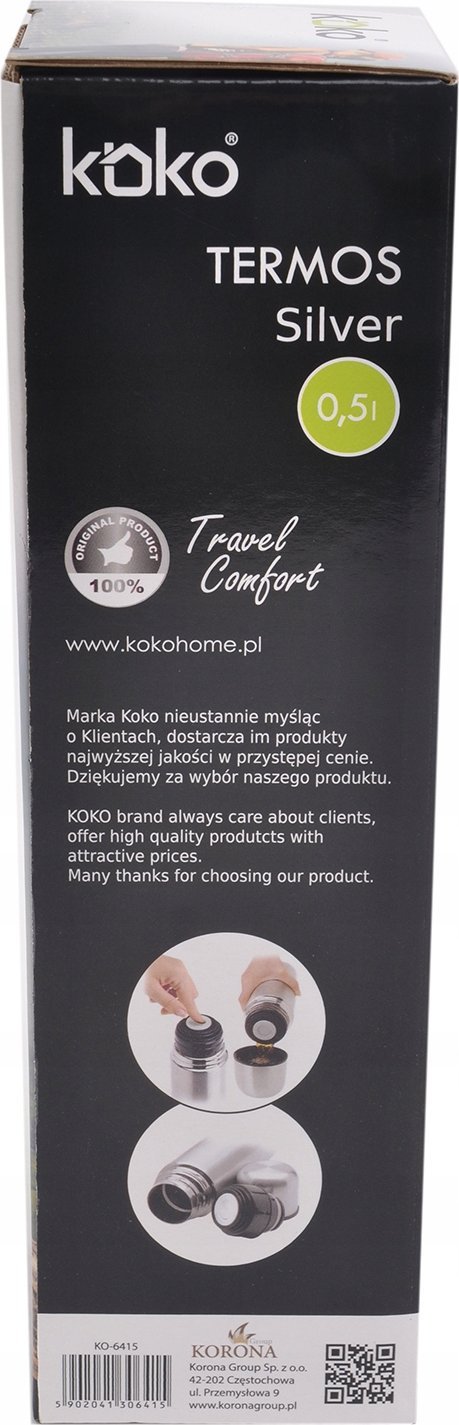 koko
koko®
TERMOS
Silver
0,5l
ORIGINAL PRODUCT
100%
Travel
Comfort
www.kokohome.pl
Marka Koko nieustannie myśląc
o Klientach, dostarcza im produkty
najwyższej jakości w przystępej cenie.
Dziękujemy za wybór naszego produktu.
KOKO brand always care about clients,
offer high quality produtcts with
attractive prices.
Many thanks for choosing our product.
KO-6415
5 902041 306415
Group
KORONA
Korona Group Sp. z o.o.
42-202 Częstochowa
ul. Przemysłowa 9
www.koronagroup.pl